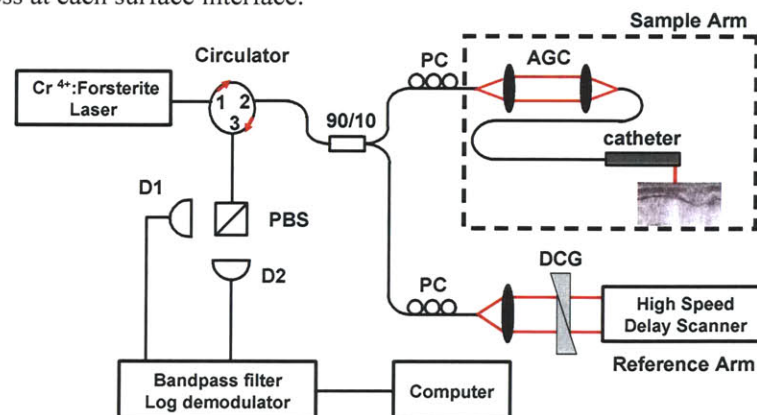 ss at each surface interface.
Sample Arm
Circulator
PC
AGC
Cr 4+:Forsterite
Laser
1 2
3
90/10
catheter
D1
PBS
D2
PC
DCG
High Speed
Delay Scanner
Reference Arm
Bandpass filter
Log demodulator
Computer